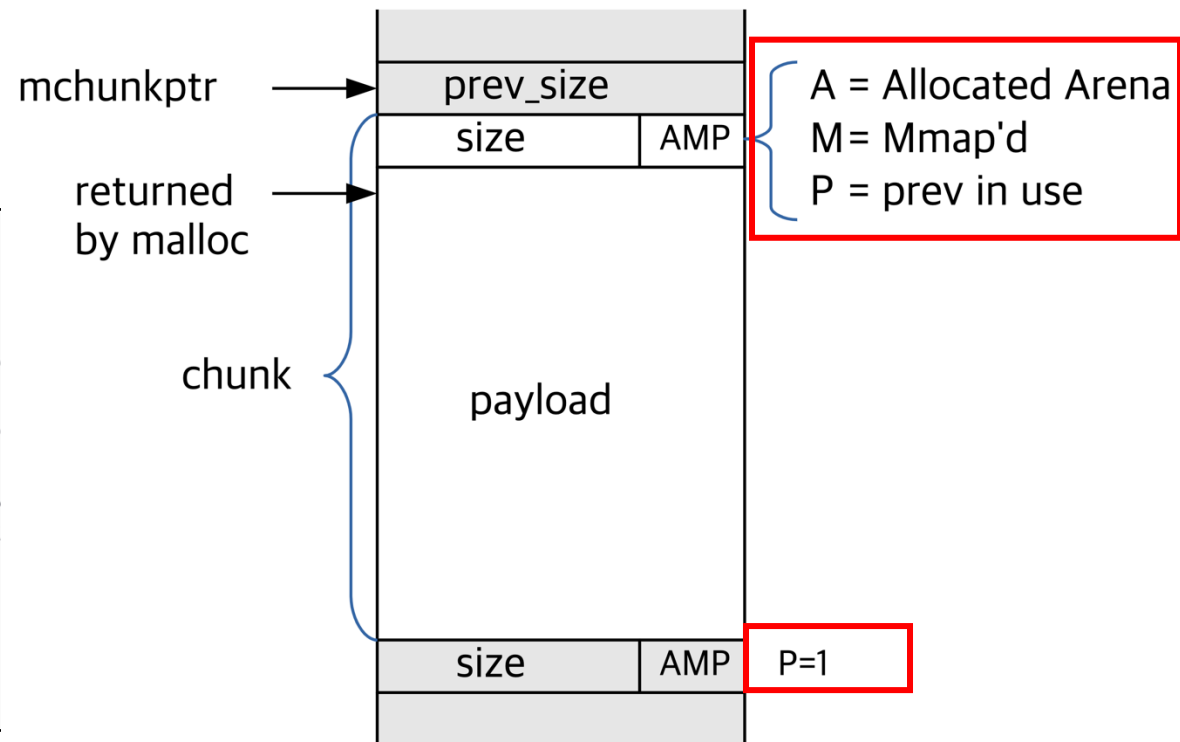 mchunkptr
prev_size
size
AMP
A = Allocated Arena
M= Mmap'd
P = prev in use
returned
by malloc
chunk
payload
size
AMP
P=1